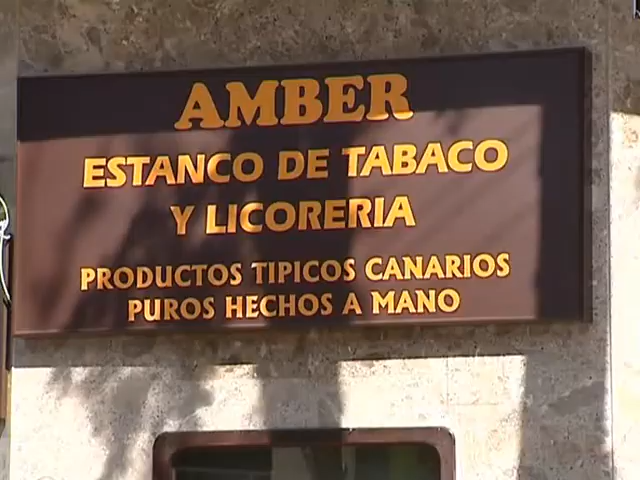 AMBER
ESTANCO DE TABACO
Y LICORERIA
PRODUCTOS TIPICOS CANARIOS
PUROS HECHOS A MANO